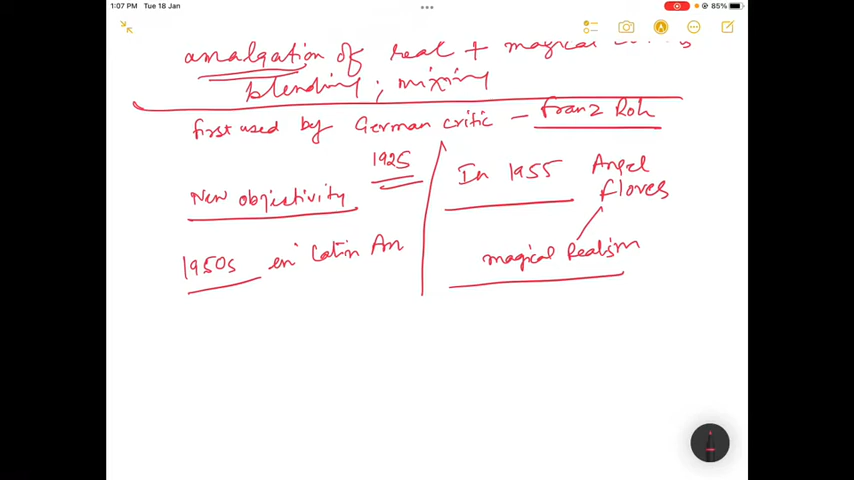 1:07 PM Tue 18 Jan
85%
amalgation of real + magical
blending ; mixing
first used by German critic - Franz Roh
1925
New objectivity
1950s in Latin Am
In 1955 Angel
flores
magical Realism